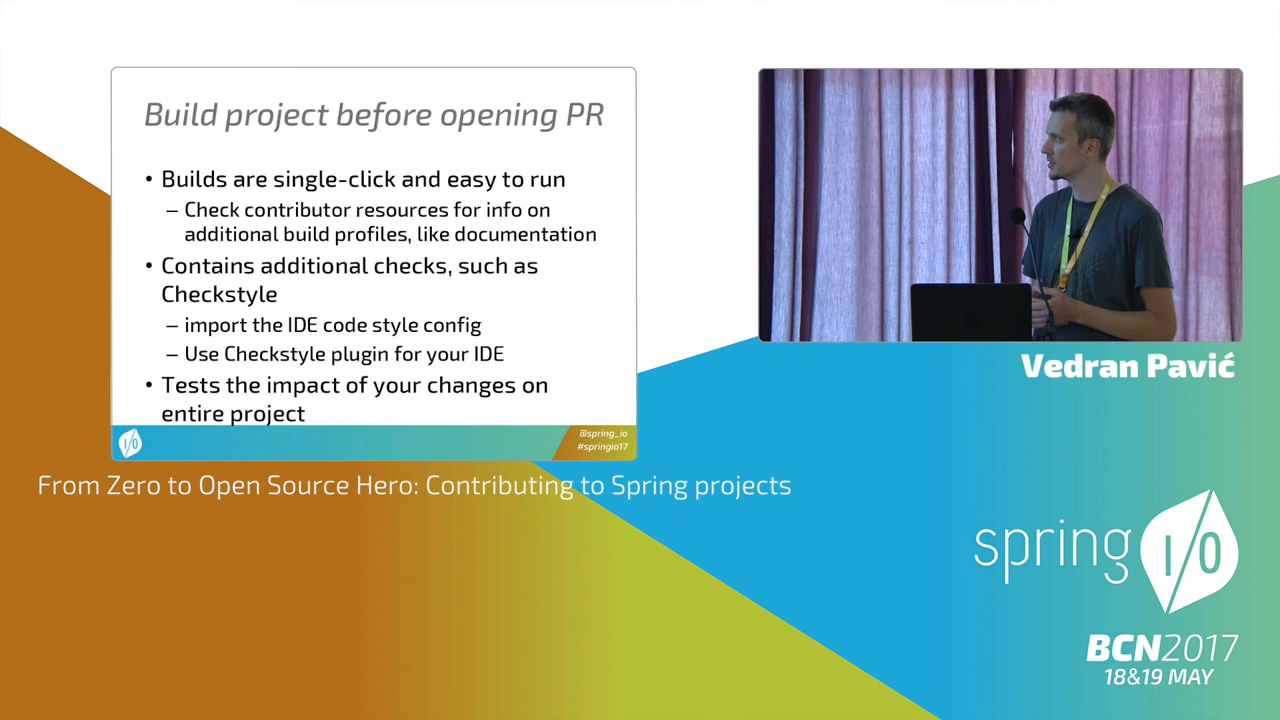 Build project before opening PR
• Builds are single-click and easy to run
– Check contributor resources for info on
additional build profiles, like documentation
• Contains additional checks, such as
Checkstyle
– import the IDE code style config
– Use Checkstyle plugin for your IDE
• Tests the impact of your changes on
entire project
I/O
@spring_io
#springio17
Vedran Pavić
From Zero to Open Source Hero: Contributing to Spring projects
spring I/O
BCN2017
18&19 MAY